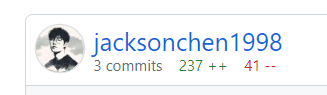 jacksonchen1998
3 commits 237 ++ 41 --